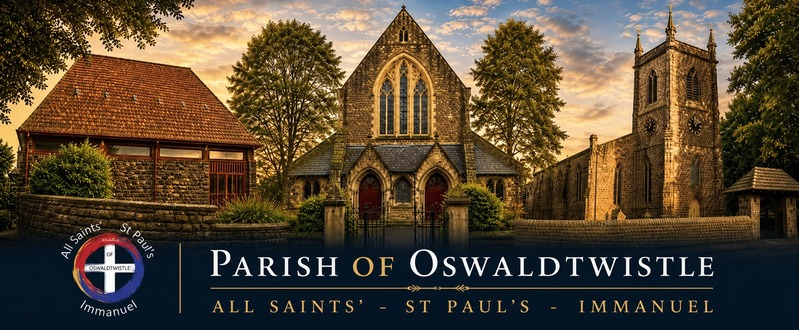 All Saints St Paul's
OF
OSWALDTWISTLE
Immanuel
PARISH OF OSWALDTWISTLE
ALL SAINTS' - ST PAUL'S - IMMANUEL